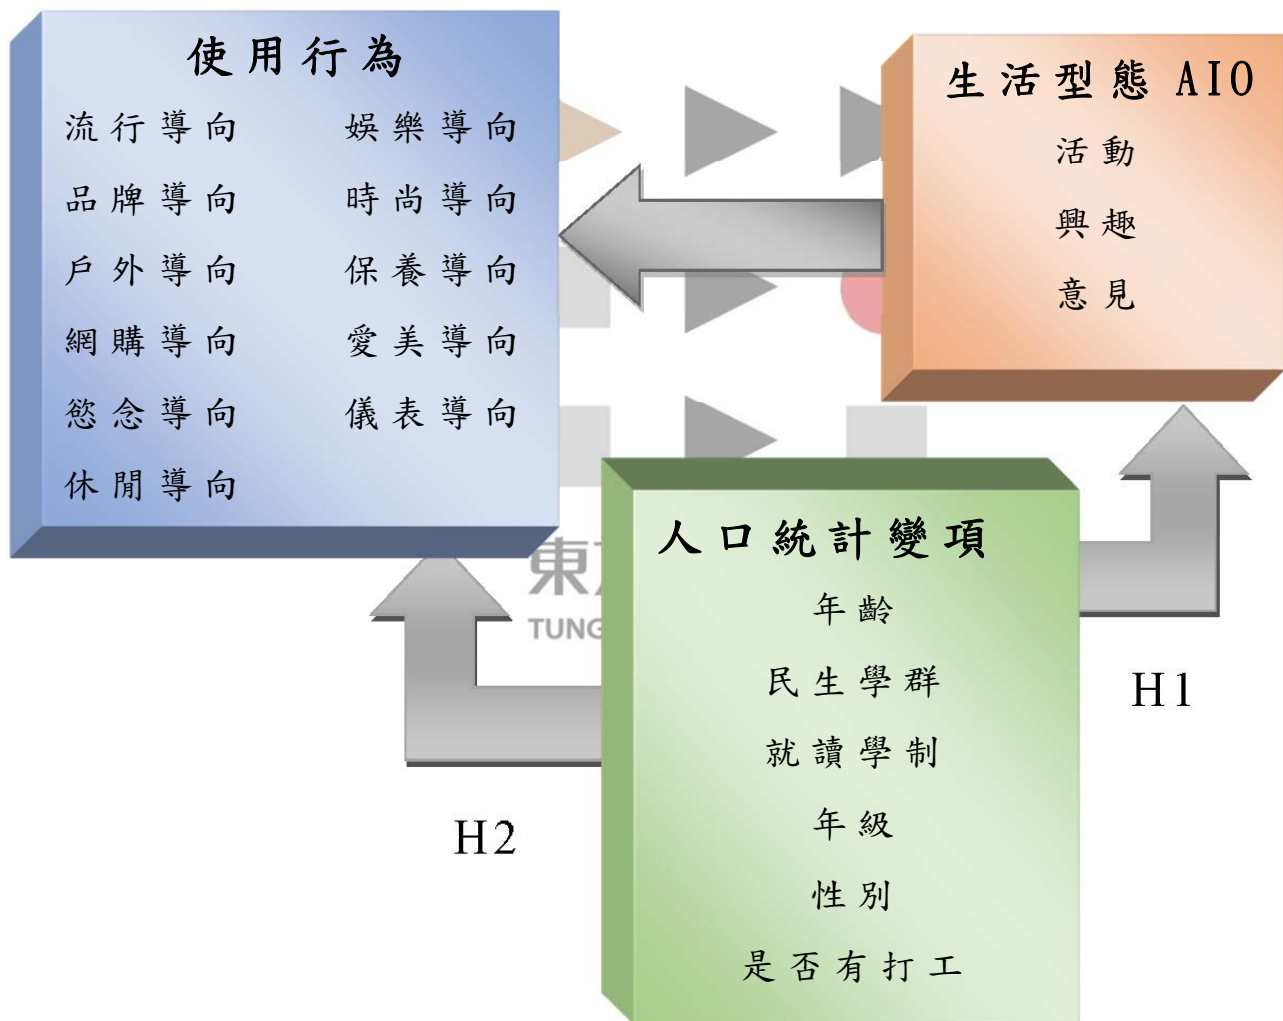 使用行為
流行導向 娛樂導向
品牌導向 時尚導向
戶外導向 保養導向
網購導向 愛美導向
慾念導向 儀表導向
休閒導向
生活型態 AIO
活動
興趣
意見
人口統計變項
年齡
民生學群
就讀學制
年級
性別
是否有打工
H1
H2
東
TUNG